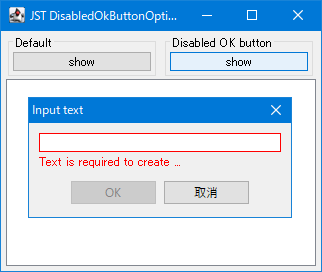 JST DisabledOkButtonOpti...
Default
Disabled OK button
show
show
Input text
Text is required to create ...
OK
取消